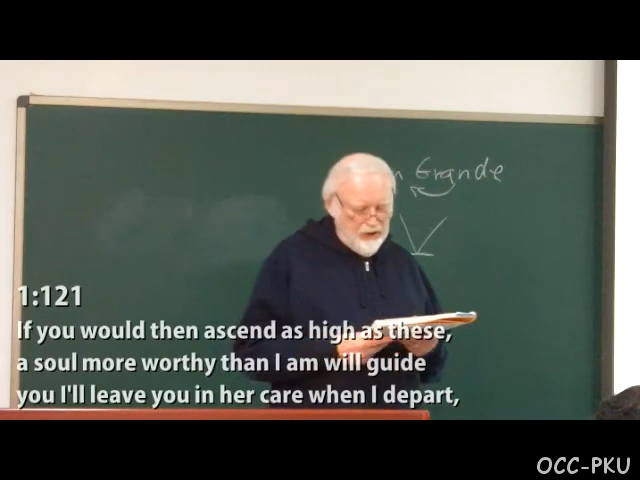 Grande
1:121
If you would then ascend as high as these,
a soul more worthy than I am will guide
you I'll leave you in her care when I depart,
OCC-PKU